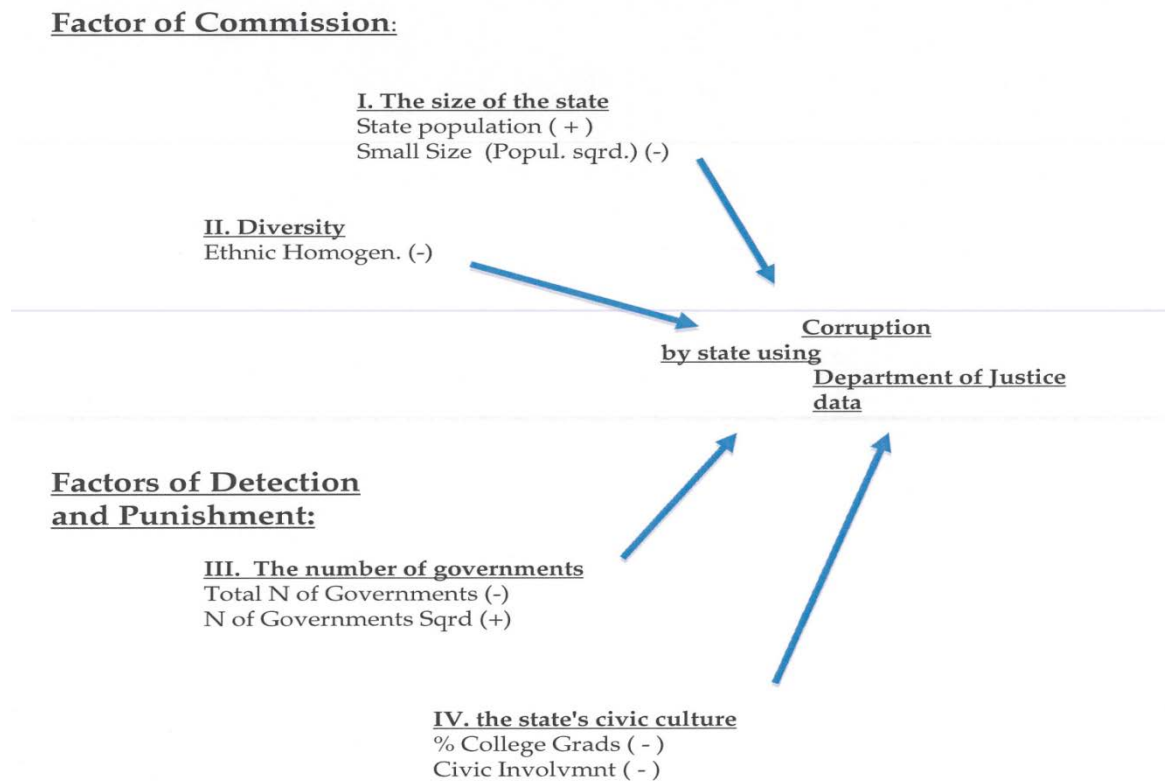 Factor of Commission:
I. The size of the state
State population ( + )
Small Size (Popul. sqrd.) (-)
II. Diversity
Ethnic Homogen. (-)
Corruption
by state using
Department of Justice
data
Factors of Detection
and Punishment:
III. The number of governments
Total N of Governments (-)
N of Governments Sqrd (+)
IV. the state's civic culture
% College Grads ( - )
Civic Involvmnt ( - )